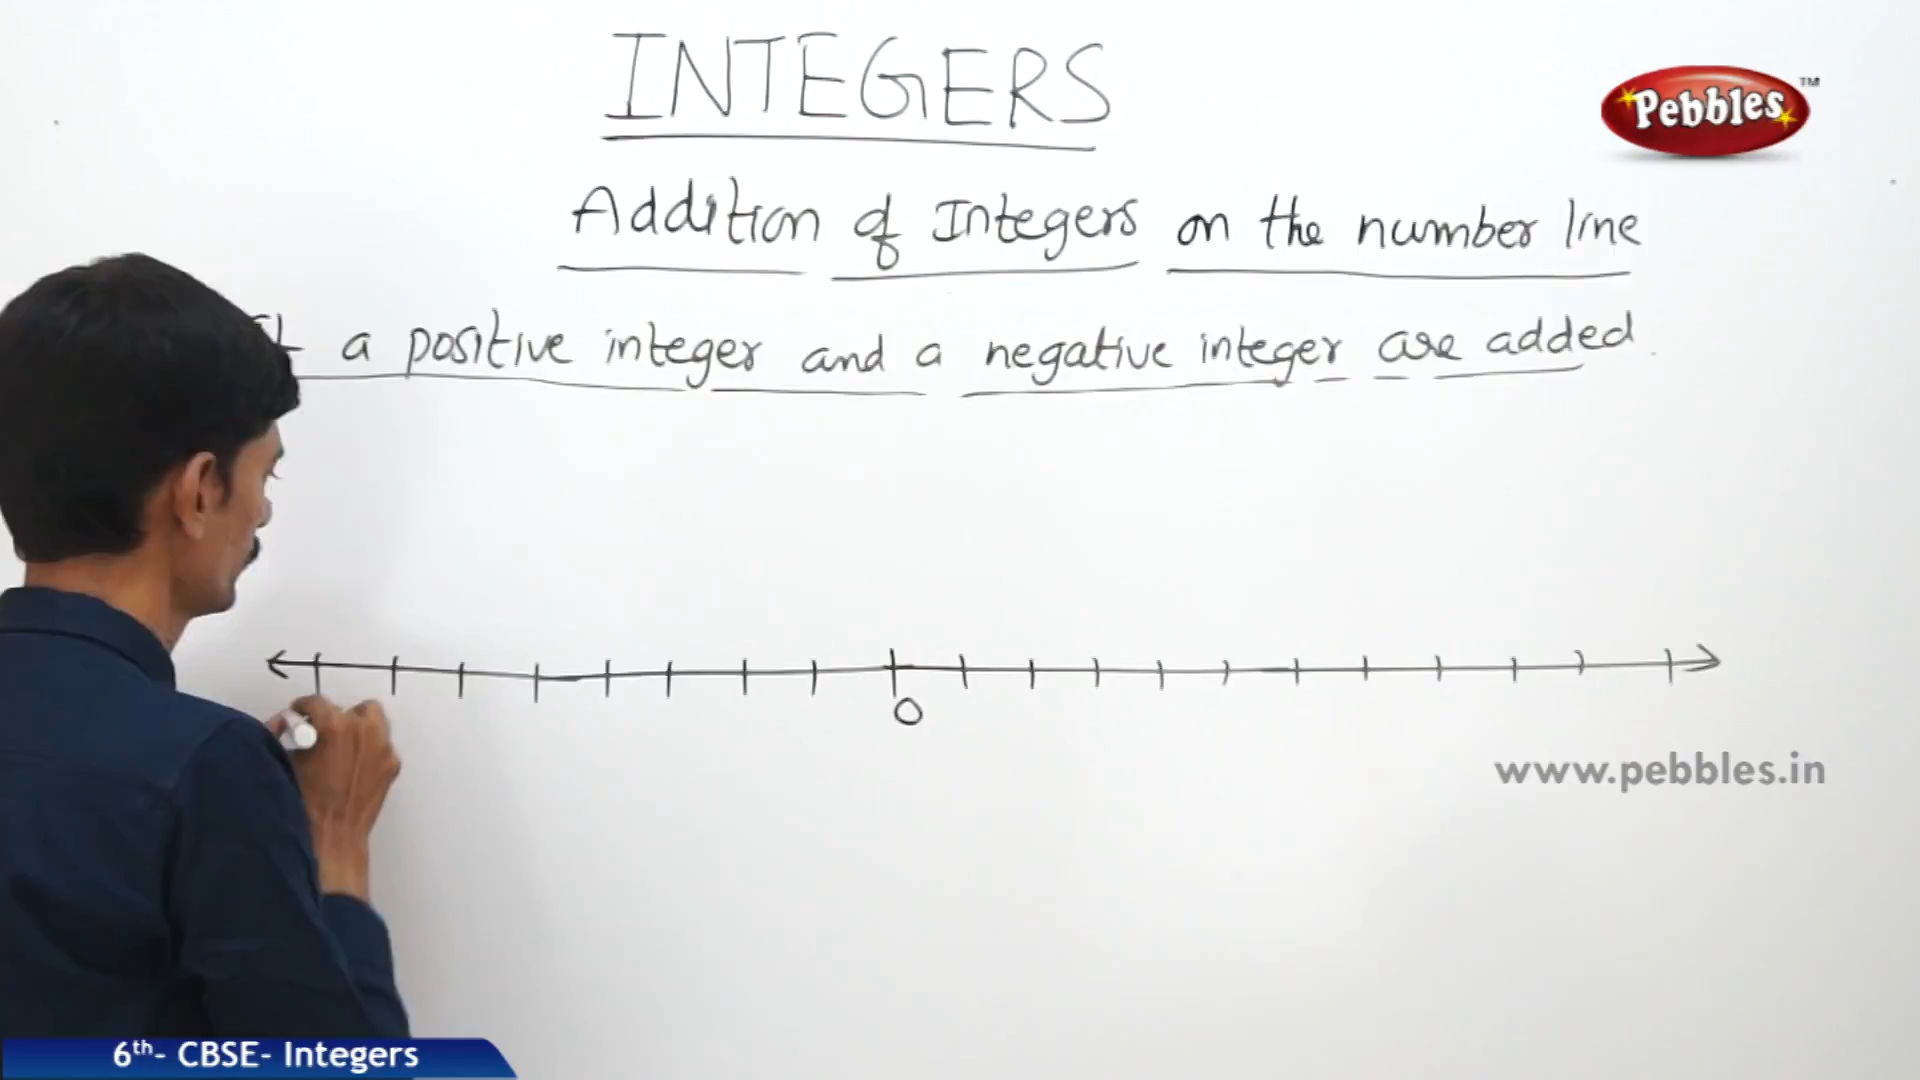 INTEGERS
Pebbles™
Addition of Integers on the number line
a positive integer and a negative integer are added.
0
www.pebbles.in
6th- CBSE- Integers